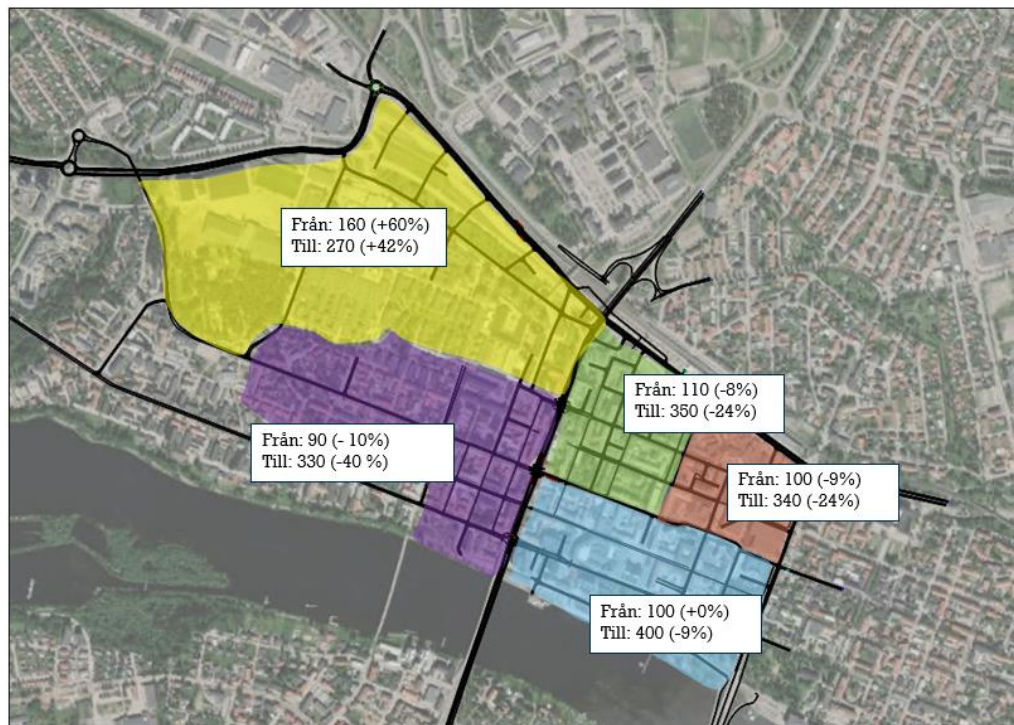 Från: 160 (+60%)
Till: 270 (+42%)
Från: 110 (-8%)
Till: 350 (-24%)
Från: 90 (- 10%)
Till: 330 (-40 %)
Från: 100 (-9%)
Till: 340 (-24%)
Från: 100 (+0%)
Till: 400 (-9%)